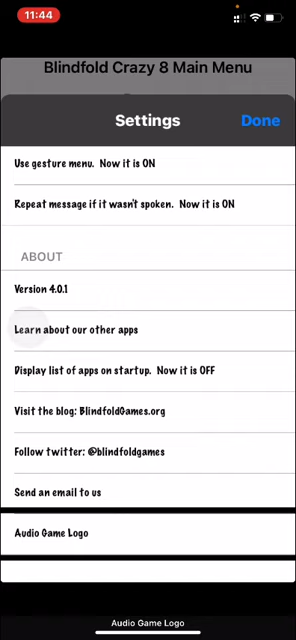 11:44
Blindfold Crazy 8 Main Menu
Settings
Done
Use gesture menu. Now it is ON
Repeat message if it wasn't spoken. Now it is ON
ABOUT
Version 4.0.1
Learn about our other apps
Display list of apps on startup. Now it is OFF
Visit the blog: BlindfoldGames.org
Follow twitter: @blindfoldgames
Send an email to us
Audio Game Logo
Audio Game Logo